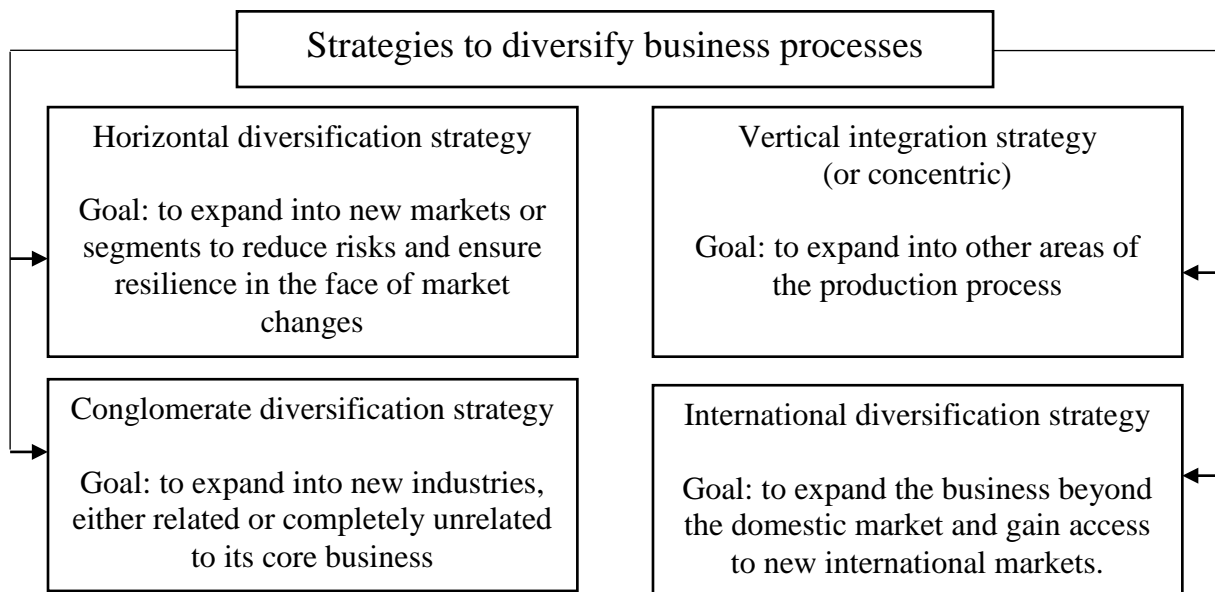 Strategies to diversify business processes
Horizontal diversification strategy
Goal: to expand into new markets or
segments to reduce risks and ensure
resilience in the face of market
changes
Vertical integration strategy
(or concentric)
Goal: to expand into other areas of
the production process
Conglomerate diversification strategy
Goal: to expand into new industries,
either related or completely unrelated
to its core business
International diversification strategy
Goal: to expand the business beyond
the domestic market and gain access
to new international markets.